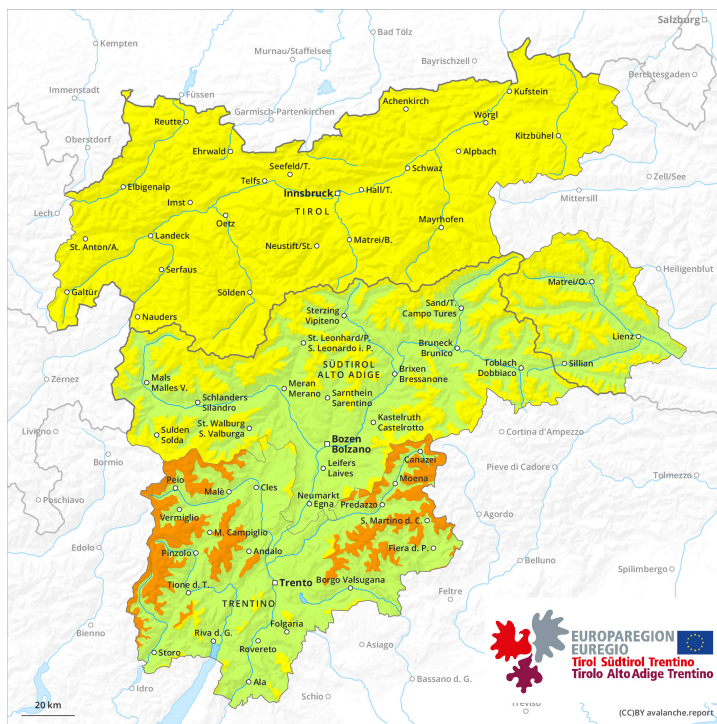 Salzburg
Kempten
Bad Tölz
Murnau/Staffelsee
Bayrischzell
Berchtesgaden
Immenstadt
Füssen
Garmisch-Partenkirchen
Achenkirch
Kufstein
Reutte
Wörgl
Oberstdorf
Ehrwald
Kitzbühel
Alpbach
Seefeld/T.
Schwaz
Zell/See
Telfs
Elbigenalp
Innsbruck
Hall/T.
Mittersill
Imst
TIROL
Lech
Oetz
Mayrhofen
St. Anton/A.
Landeck
Neustift/St.
Matrei/B.
Heiligenblut
Serfaus
Matrei/O.
Galtür
Sölden
Nauders
Sterzing
Vipiteno
Sand/T.
Campo Tures
Lienz
St. Leonhard/P.
S. Leonardo i. P.
Bruneck
Brunico
SÜDTIROL
ALTO ADIGE
Toblach
Dobbiaco
Sillian
Zernez
Mals
Malles V.
Meran
Merano
Brixen
Bressanone
Schlanders
Silandro
Sarnthein
Sarentino
St. Walburg
S. Valburga
Kastelruth
Castelrotto
Livigno
Sulden
Solda
Bozen
Bolzano
Cortina d'Ampezzo
Bormio
Canazei
Leifers
Laives
Pieve di Cadore
Tolmezzo
Peio
Malè
Cles
Moena
Poschiavo
Neumarkt
Egna
Predazzo
Vermiglio
Agordo
M. Campiglio
S. Martino d. C.
Edolo
Pinzolo
Andalo
Fiera d. P.
Belluno
Spilimbergo
Tione d. T.
Trento
Borgo Valsugana
Feltre
TRENTINO
Bienno
Folgaria
Riva d. G.
Rovereto
Asiago
Storo
Ala
Bassano d. G.
Idro
Schio
Treviso
EUROPAREGION
EUREGIO
Tirol Südtirol Trentino
Tirolo Alto Adige Trentino
20 km
(CC)BY avalanche.report